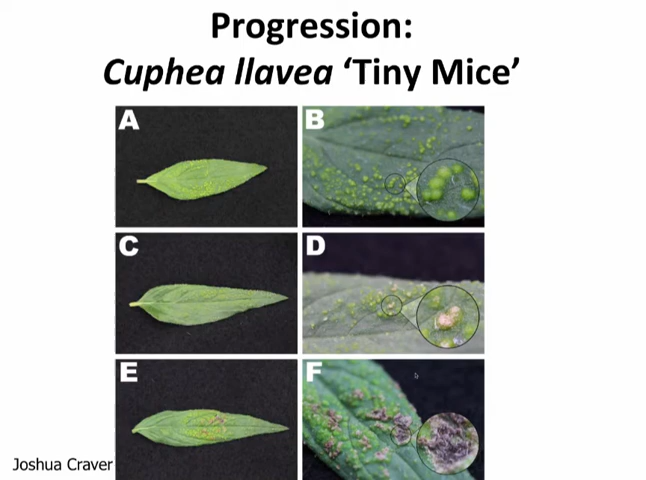 Progression:
Cuphea llavea ‘Tiny Mice’
A
B
C
D
E
F
Joshua Craver